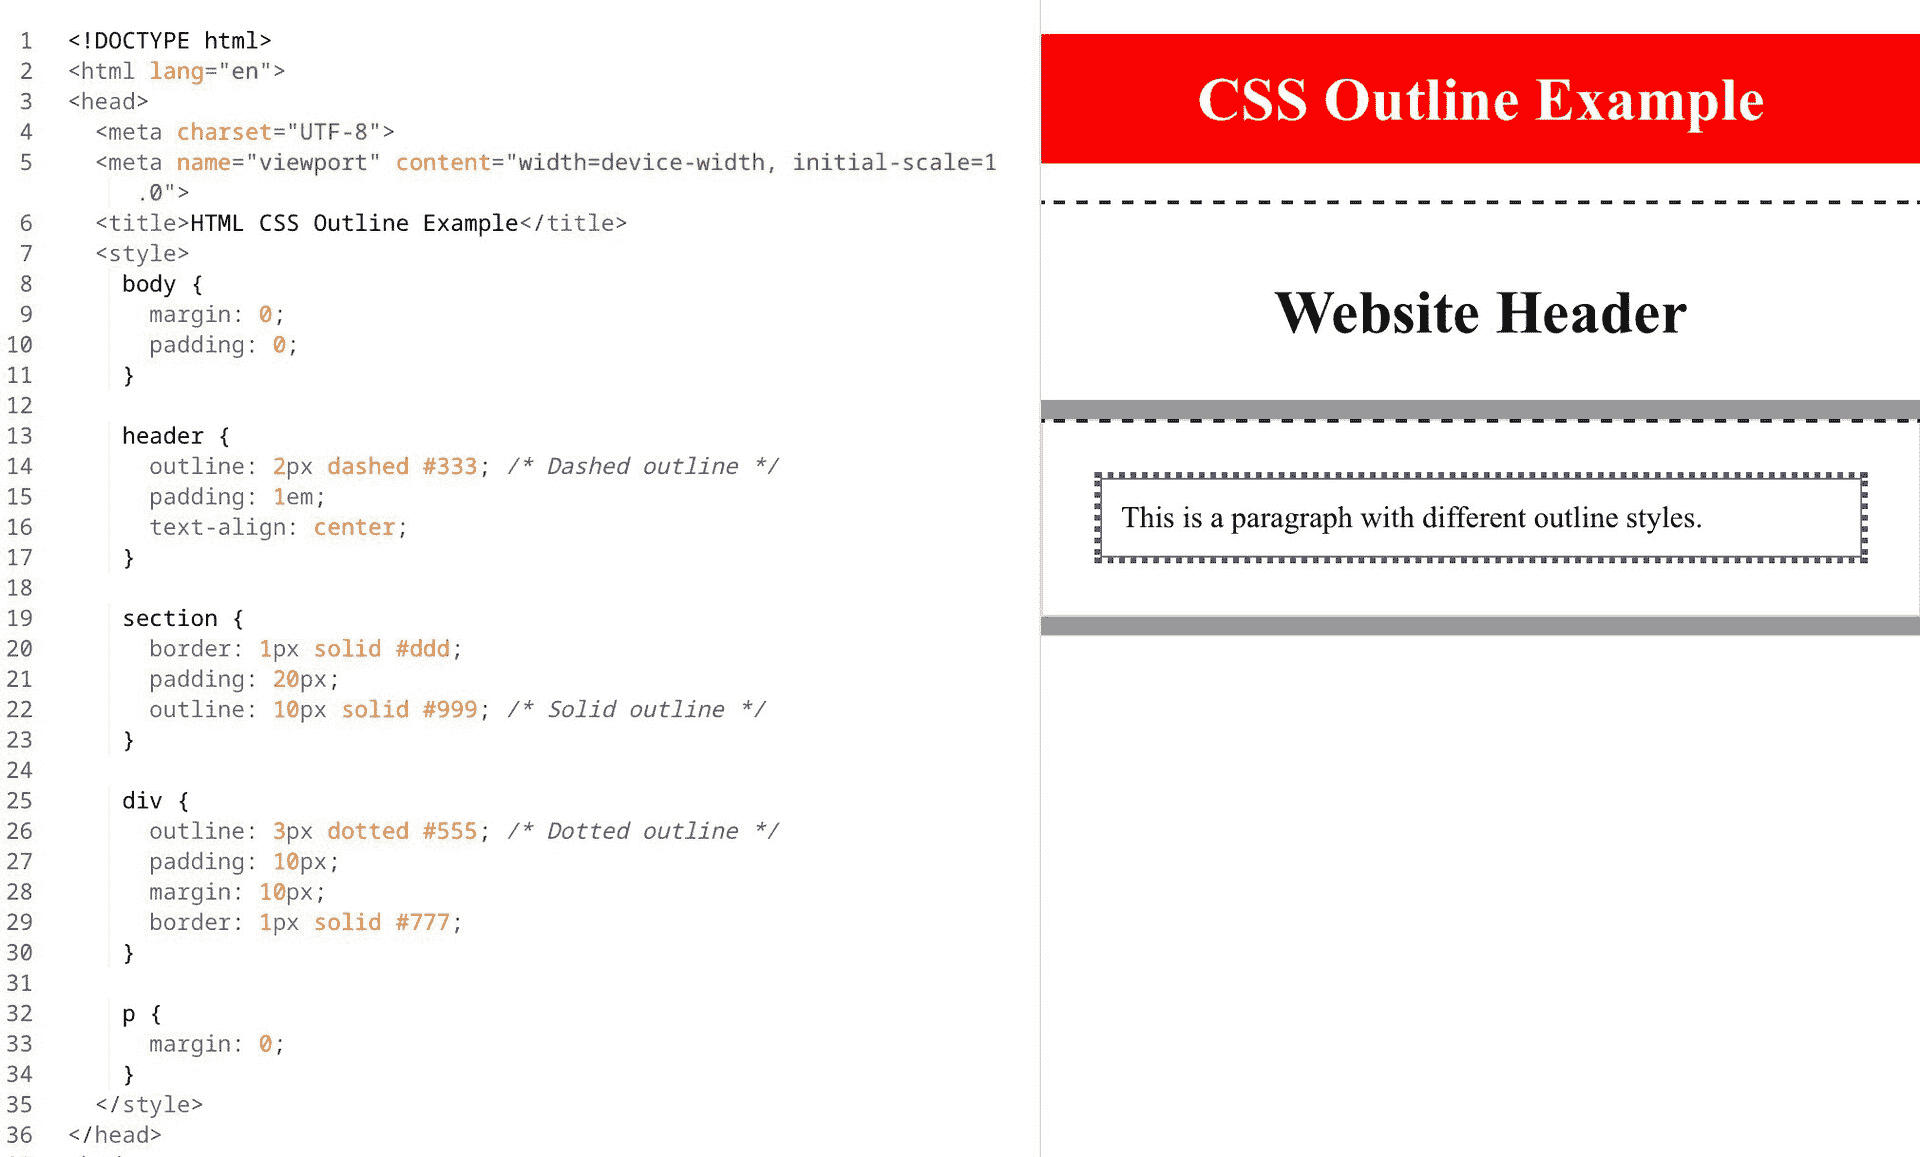 1 <!DOCTYPE html>
2 <html lang="en">
3 <head>
4 <meta charset="UTF-8">
5 <meta name="viewport" content="width=device-width, initial-scale=1
.0">
6 <title>HTML CSS Outline Example</title>
7 <style>
8 body {
9 margin: 0;
10 padding: 0;
11 }
12
13 header {
14 outline: 2px dashed #333; /* Dashed outline */
15 padding: 1em;
16 text-align: center;
17 }
18
19 section {
20 border: 1px solid #ddd;
21 padding: 20px;
22 outline: 10px solid #999; /* Solid outline */
23 }
24
25 div {
26 outline: 3px dotted #555; /* Dotted outline */
27 padding: 10px;
28 margin: 10px;
29 border: 1px solid #777;
30 }
31
32 p {
33 margin: 0;
34 }
35 </style>
36 </head>
CSS Outline Example
Website Header
This is a paragraph with different outline styles.